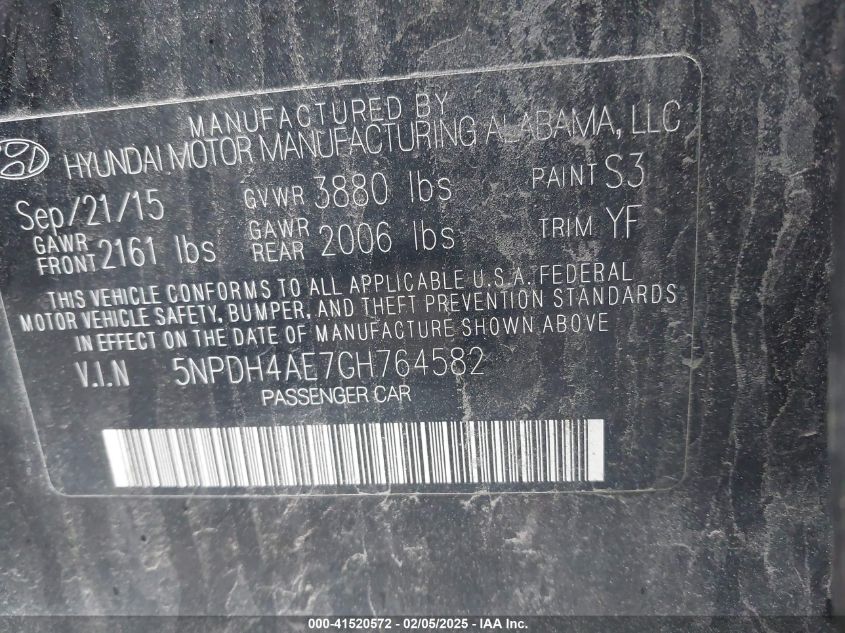 MANUFACTURED BY
HYUNDAI MOTOR MANUFACTURING ALABAMA, LLC
Sep/21/15 GVWR 3880 lbs PAINT S3
GAWR FRONT 2161 lbs GAWR REAR 2006 lbs TRIM YF
THIS VEHICLE CONFORMS TO ALL APPLICABLE U.S.A. FEDERAL
MOTOR VEHICLE SAFETY, BUMPER, AND THEFT PREVENTION STANDARDS
IN EFFECT ON THE DATE OF MANUFACTURE SHOWN ABOVE
V.I.N 5NPDH4AE7GH764582
PASSENGER CAR
000-41520572 - 02/05/2025 - IAA Inc.